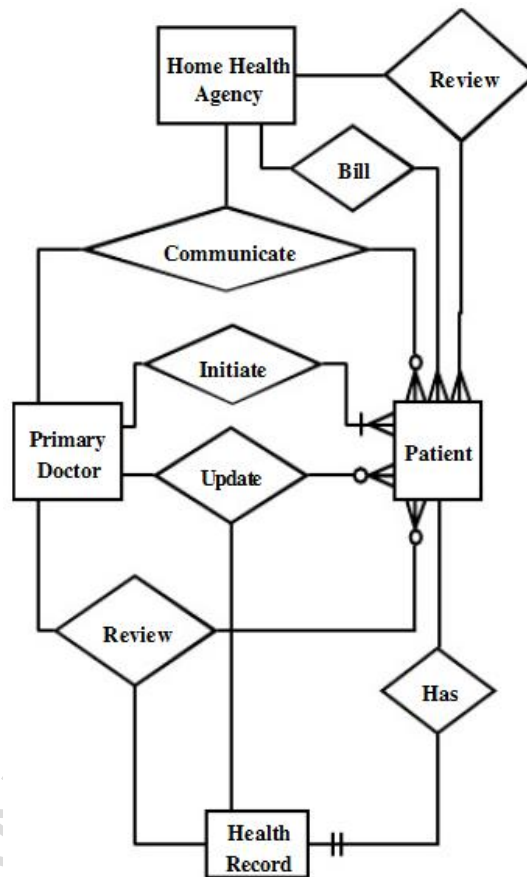 Home Health
Agency
Review
Bill
Communicate
Initiate
Primary
Doctor
Patient
Update
Review
Has
Health
Record